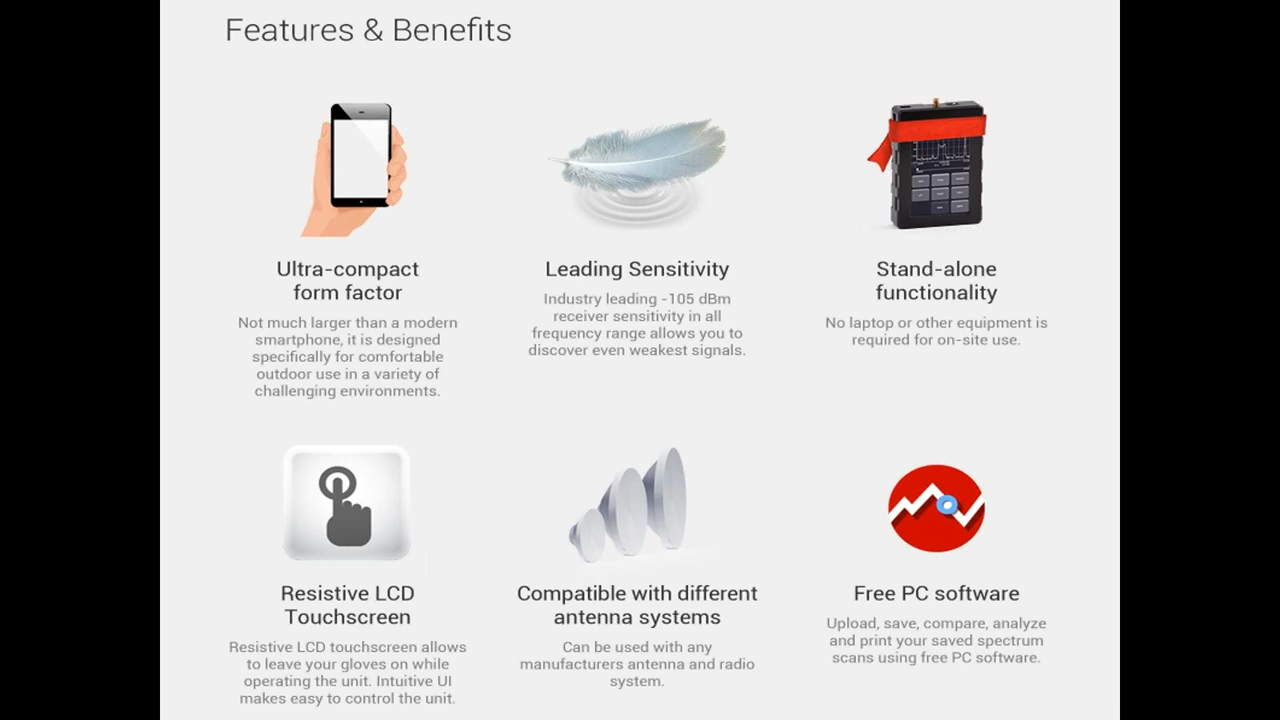 Features & Benefits
Ultra-compact
form factor
Not much larger than a modern
smartphone, it is designed
specifically for comfortable
outdoor use in a variety of
challenging environments.
Leading Sensitivity
Industry leading -105 dBm
receiver sensitivity in all
frequency range allows you to
discover even weakest signals.
Stand-alone
functionality
No laptop or other equipment is
required for on-site use.
Resistive LCD
Touchscreen
Resistive LCD touchscreen allows
to leave your gloves on while
operating the unit. Intuitive UI
makes easy to control the unit.
Compatible with different
antenna systems
Can be used with any
manufacturers antenna and radio
system.
Free PC software
Upload, save, compare, analyze
and print your saved spectrum
scans using free PC software.